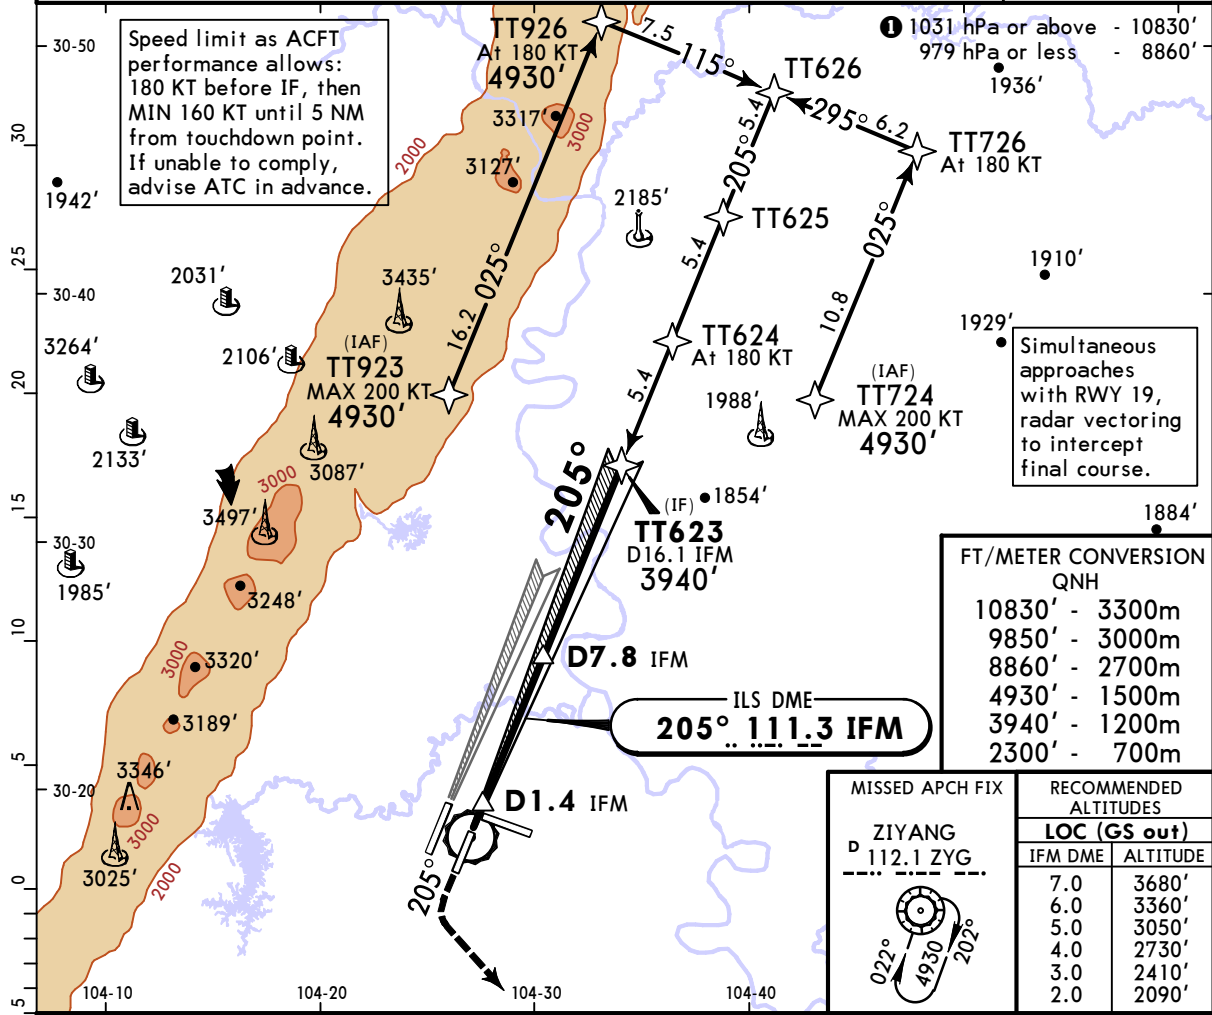 Speed limit as ACFT
performance allows:
180 KT before IF, then
MIN 160 KT until 5 NM
from touchdown point.
If unable to comply,
advise ATC in advance.
TT926
At 180 KT
4930'
7.5
115°
1 1031 hPa or above - 10830'
979 hPa or less - 8860'
1936'
TT626
295°
6.2
TT726
At 180 KT
30-50
3317'
3000
2000
3127'
1942'
5.4
205°
2185'
TT625
025°
10.8
5.4
1910'
2031'
3435'
30-40
16.2
025°
2106'
3264'
(IAF)
TT923
MAX 200 KT
4930'
TT624
At 180 KT
1929'
Simultaneous
approaches
with RWY 19,
radar vectoring
to intercept
final course.
5.4
1988'
(IAF)
TT724
MAX 200 KT
4930'
2133'
3087'
3000
3497'
205°
1854'
(IF)
TT623
D16.1 IFM
3940'
1884'
30-30
1985'
3248'
FT/METER CONVERSION
QNH
10830' - 3300m
9850' - 3000m
8860' - 2700m
4930' - 1500m
3940' - 1200m
2300' - 700m
3000
3320'
D7.8 IFM
3189'
ILS DME
205° 111.3 IFM
3346'
30-20
D1.4 IFM
3000
3025'
2000
205°
MISSED APCH FIX
ZIYANG
D 112.1 ZYG
022°
4930
202°
RECOMMENDED
ALTITUDES
LOC (GS out)
IFM DME ALTITUDE
7.0 3680'
6.0 3360'
5.0 3050'
4.0 2730'
3.0 2410'
2.0 2090'
30
25
20
15
10
5
0
5
104-10
104-20
104-30
104-40